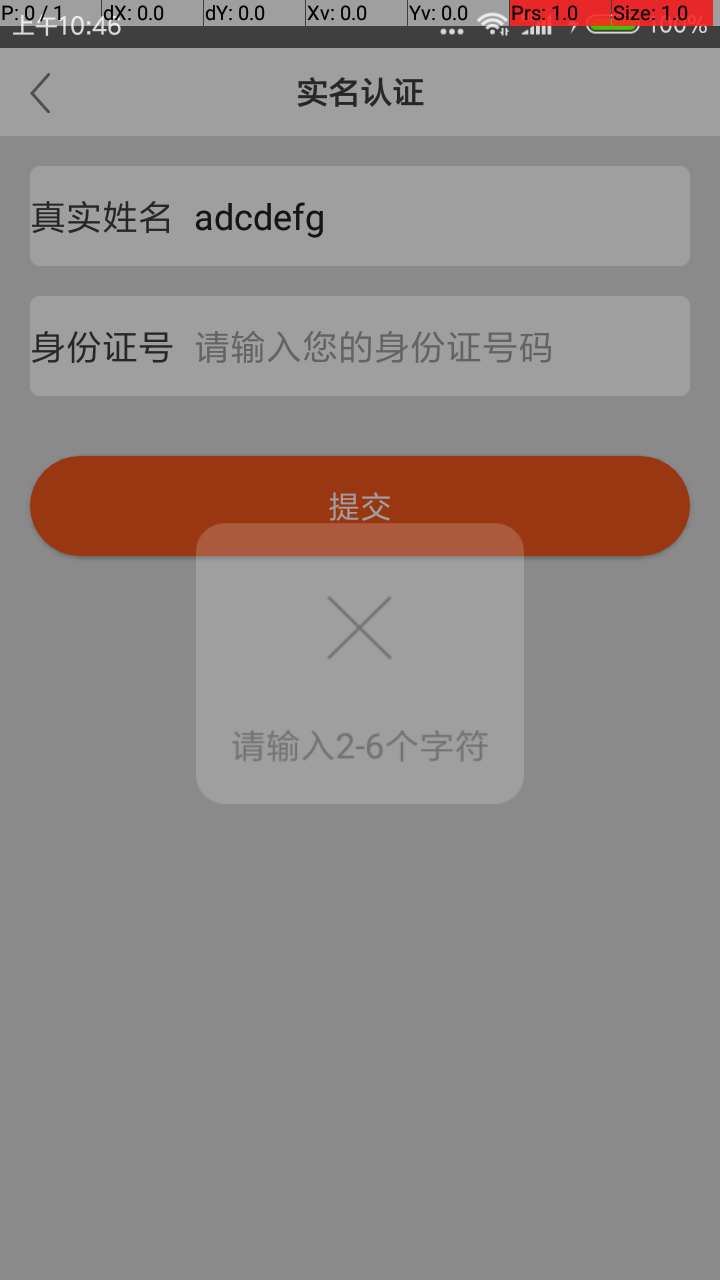 P: 0 / 1 dX: 0.0 dY: 0.0 Xv: 0.0 Yv: 0.0 Prs: 1.0 Size: 1.0
上午10:46 100%
实名认证
真实姓名 adcdefg
身份证号 请输入您的身份证号码
提交
请输入2-6个字符